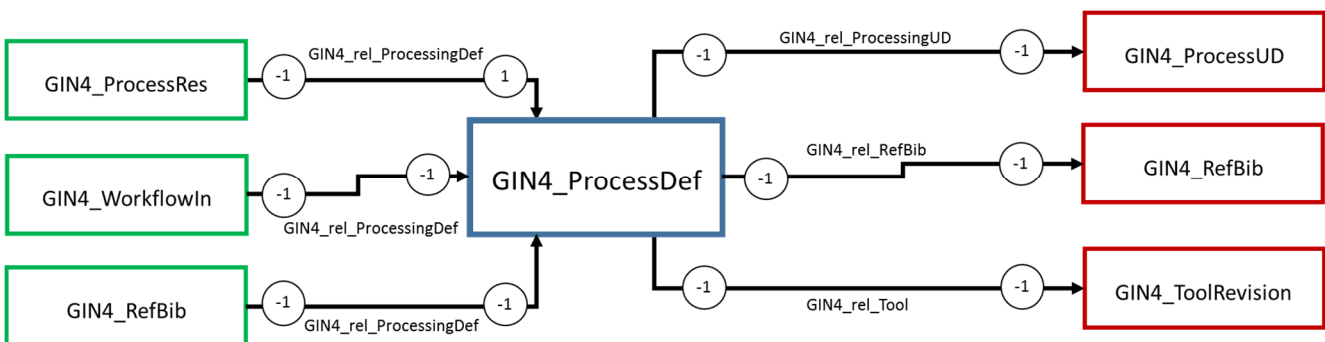 GIN4_ProcessRes
-1
GIN4_rel_ProcessingDef
1
GIN4_WorkflowIn
-1
GIN4_rel_ProcessingDef
-1
GIN4_RefBib
-1
GIN4_rel_ProcessingDef
-1
GIN4_ProcessDef
-1
GIN4_rel_ProcessingUD
-1
GIN4_ProcessUD
-1
GIN4_rel_RefBib
-1
GIN4_RefBib
-1
GIN4_rel_Tool
-1
GIN4_ToolRevision